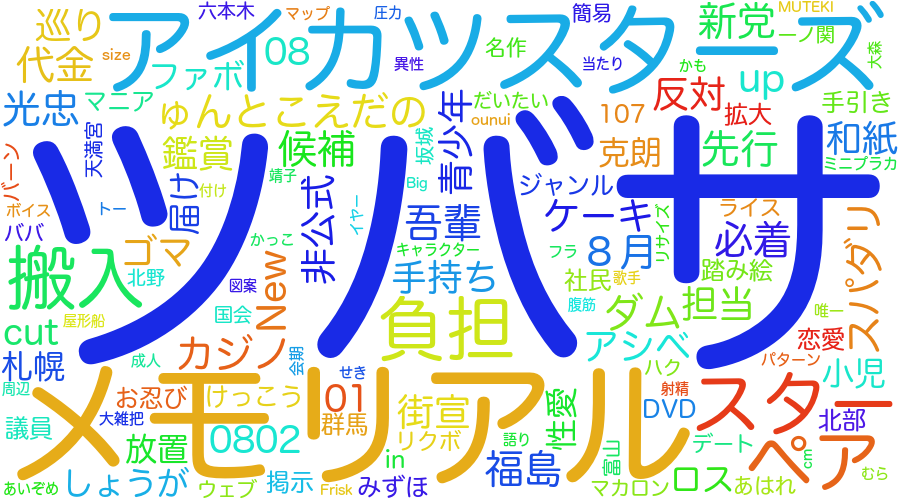 六本木
マップ
圧力
簡易
MUTEKI
巡り
アイカツスターズ
新党
一ノ関
size
08
異性
名作
当たり
かも
大森
代金
ファボ
up
光忠
マニア
ゅんとこえだの
青少年
だいたい
反対
手引き
ounui
107
拡大
天満宮
鑑賞
候補
坂城
克朗
先行
和紙
バーン
靖子
Big
ミニプラカ
ツバサ
ボイス
アー
届け
付け
非公式
イヤー
吾輩
ジャンル
ケーキ
リサイズ
ライス
ババ
ゴマ
かっこ
キャラクター
フラ
8月
必着
スパダリ
搬入
北野
図案
New
手持ち
社民
歌手
踏み絵
cut
屋形船
国会
負担
腹筋
ダム
担当
唯一
札幌
成人
カジノ
会期
アシベ
恋愛
周辺
せき
ハク
パターン
小児
メモリアル
お忍び
けっこう
01
街宣
性愛
射精
スター
議員
大雑把
0802
群馬
リクボ
語り
DVD
北部
放置
in
福島
富山
デート
ペア
cm
あいぞめ
しょうが
ウェブ
掲示
Frisk
みずほ
マカロン
ロス
あはれ
むら